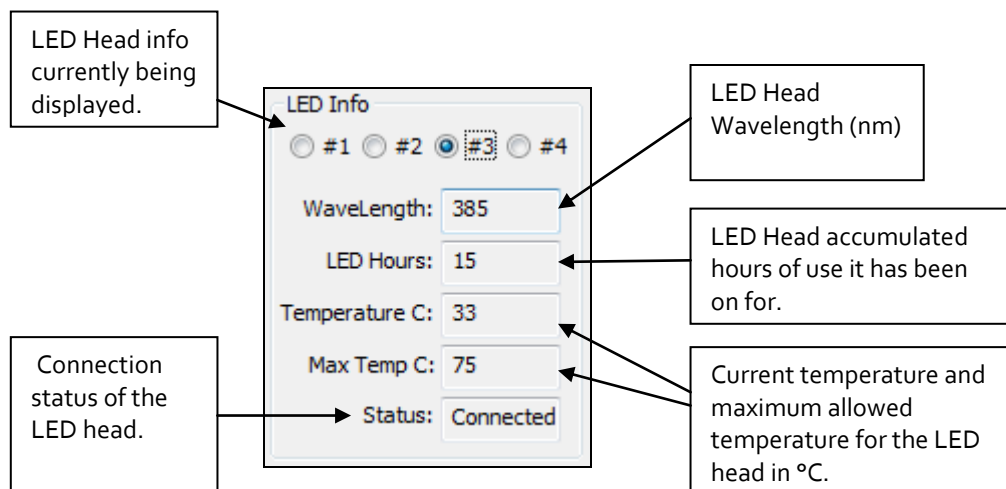 LED Head info
currently being
displayed.
LED Info
#1 #2 #3 #4
WaveLength: 385
LED Hours: 15
Temperature C: 33
Max Temp C: 75
Status: Connected
Connection
status of the
LED head.
LED Head
Wavelength (nm)
LED Head accumulated
hours of use it has been
on for.
Current temperature and
maximum allowed
temperature for the LED
head in °C.